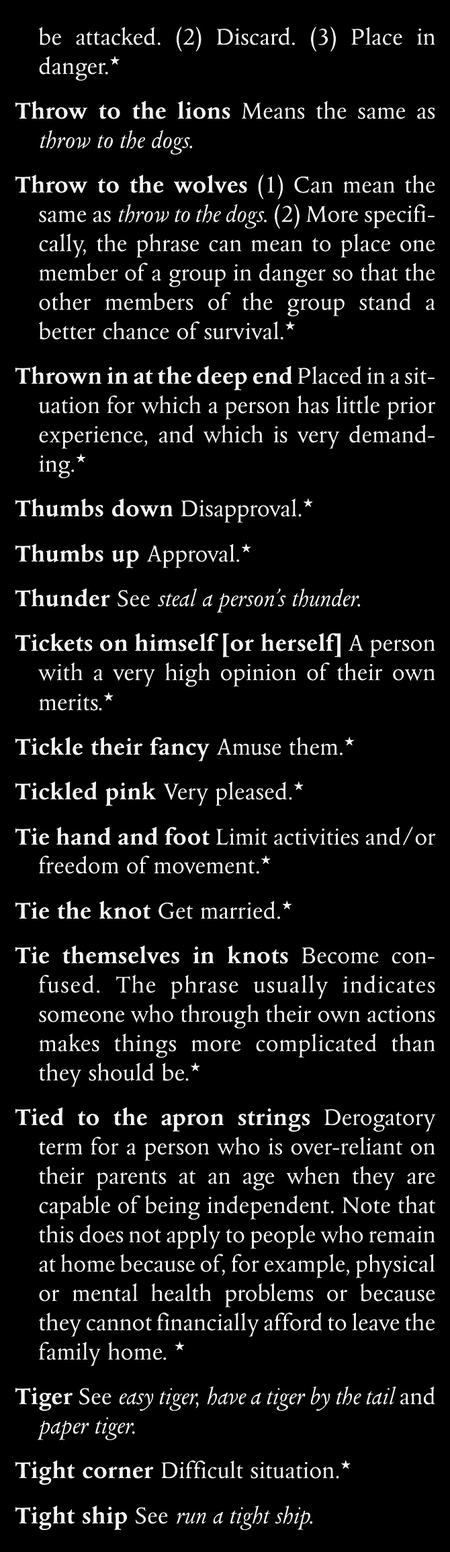 be attacked. (2) Discard. (3) Place in
danger.★
Throw to the lions Means the same as
throw to the dogs.
Throw to the wolves (1) Can mean the
same as throw to the dogs. (2) More specifi-
cally, the phrase can mean to place one
member of a group in danger so that the
other members of the group stand a
better chance of survival.★
Thrown in at the deep end Placed in a sit-
uation for which a person has little prior
experience, and which is very demand-
ing.★
Thumbs down Disapproval.★
Thumbs up Approval.★
Thunder See steal a person’s thunder.
Tickets on himself [or herself] A person
with a very high opinion of their own
merits.★
Tickle their fancy Amuse them.★
Tickled pink Very pleased.★
Tie hand and foot Limit activities and/or
freedom of movement.★
Tie the knot Get married.★
Tie themselves in knots Become con-
fused. The phrase usually indicates
someone who through their own actions
makes things more complicated than
they should be.★
Tied to the apron strings Derogatory
term for a person who is over-reliant on
their parents at an age when they are
capable of being independent. Note that
this does not apply to people who remain
at home because of, for example, physical
or mental health problems or because
they cannot financially afford to leave the
family home. ★
Tiger See easy tiger, have a tiger by the tail and
paper tiger.
Tight corner Difficult situation.★
Tight ship See run a tight ship.